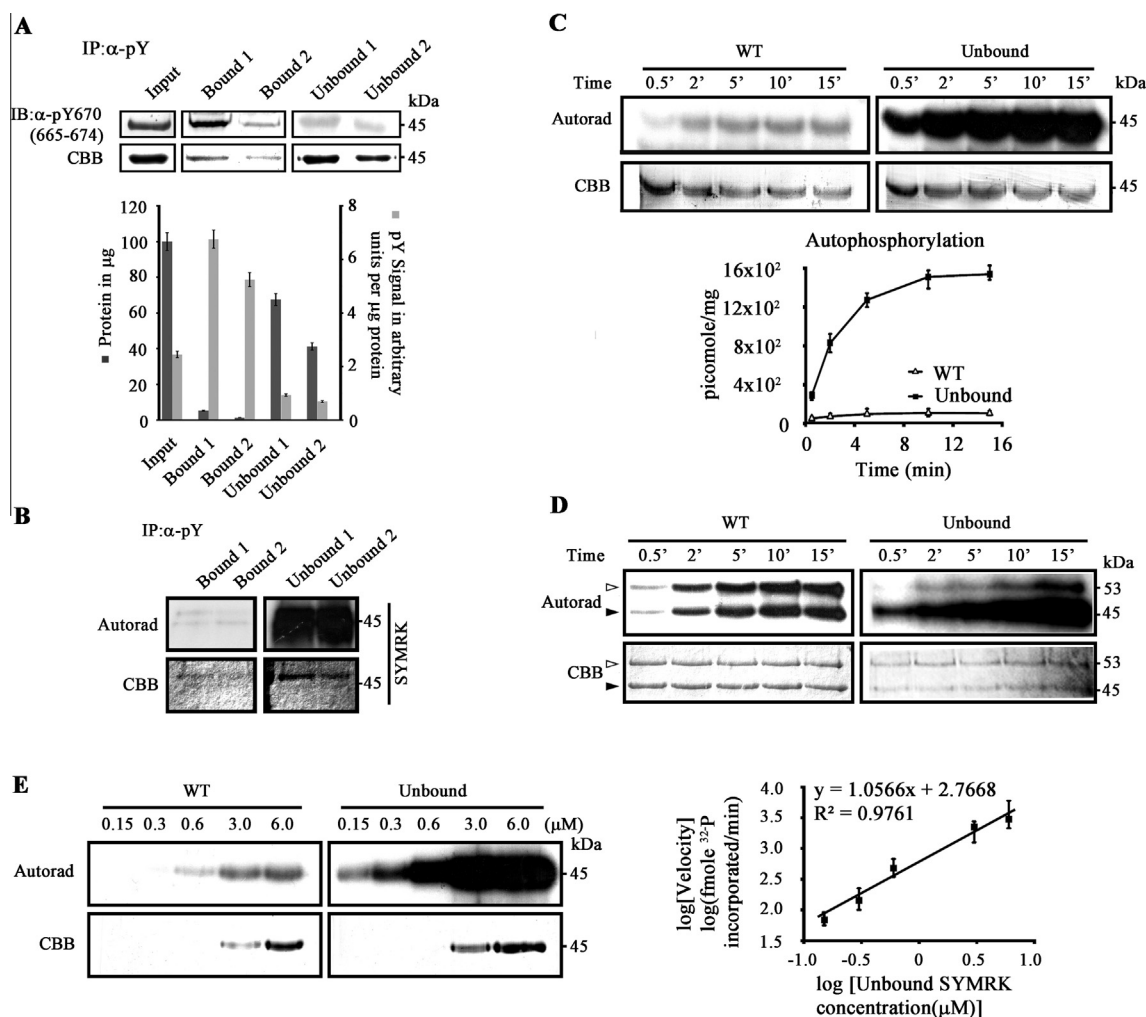 A
IP:α-pY
Input
Bound 1
Bound 2
Unbound 1
Unbound 2
kDa
IB:α-pY670
(665-674)
45
CBB
45
120
100
80
60
40
20
0
8
6
4
2
0
Protein in µg
pY Signal in arbitrary
units per µg protein
Input
Bound 1
Bound 2
Unbound 1
Unbound 2
B
IP:α-pY
Bound 1
Bound 2
Unbound 1
Unbound 2
Autorad
45
CBB
45
SYMRK
C
WT
Unbound
Time
0.5’ 2’ 5’ 10’ 15’
0.5’ 2’ 5’ 10’ 15’
kDa
Autorad
45
CBB
45
Autophosphorylation
16x10²
12x10²
8x10²
4x10²
0
picomole/mg
WT
Unbound
0 4 8 12 16
Time (min)
D
WT
Unbound
Time
0.5’ 2’ 5’ 10’ 15’
0.5’ 2’ 5’ 10’ 15’
kDa
Autorad
53
45
CBB
53
45
E
WT
Unbound
0.15 0.3 0.6 3.0 6.0
0.15 0.3 0.6 3.0 6.0 (µM)
kDa
Autorad
45
CBB
45
y = 1.0566x + 2.7668
R² = 0.9761
4.0
3.5
3.0
2.5
2.0
1.5
log[Velocity]
log(fmole ³²-P
incorporated/min)
-1.0 -0.5 0.0 0.5 1.0
log [Unbound SYMRK
concentration(µM)]